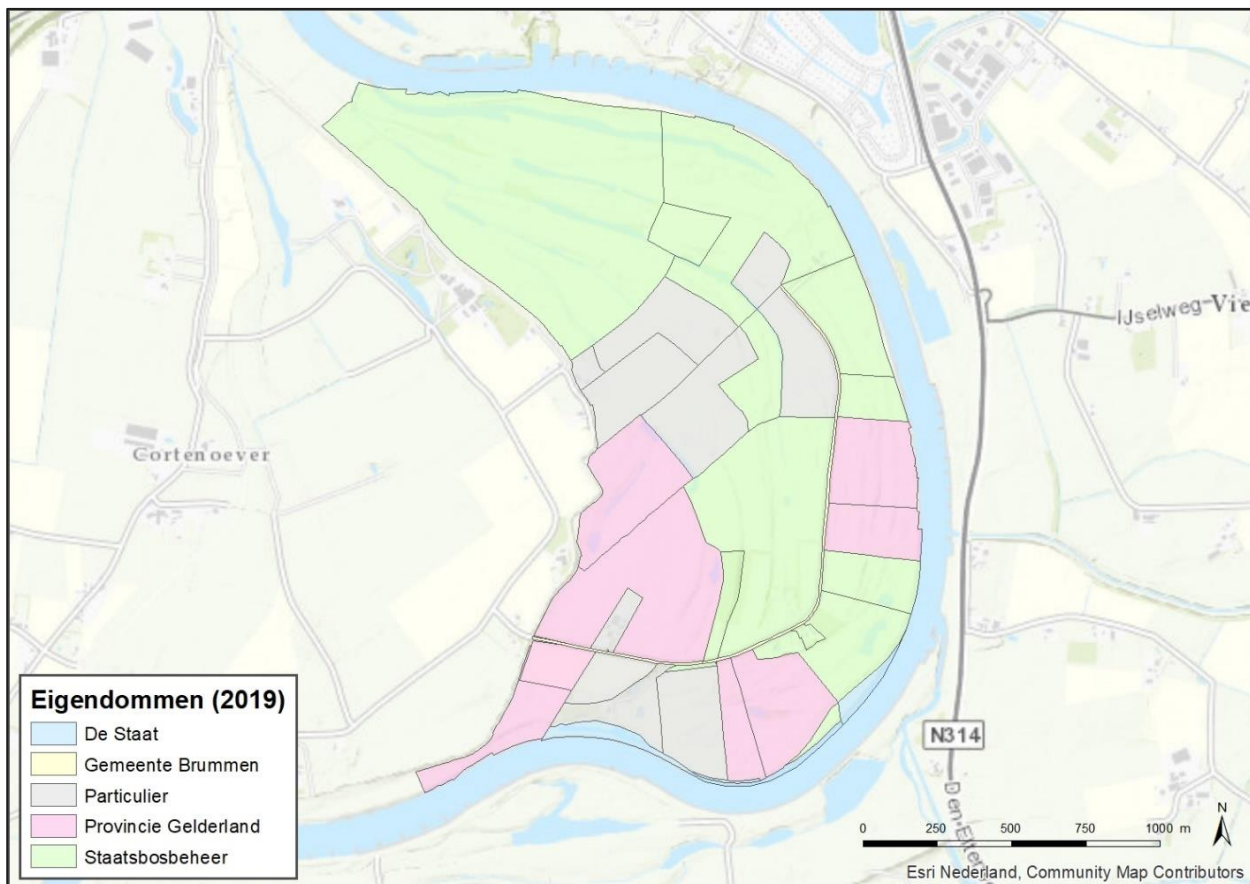 IJselweg-Vie
Cortenoever
N314
Den-Elter
Eigendommen (2019)
De Staat
Gemeente Brummen
Particulier
Provincie Gelderland
Staatsbosbeheer
0 250 500 750 1000 m
N
Esri Nederland, Community Map Contributors